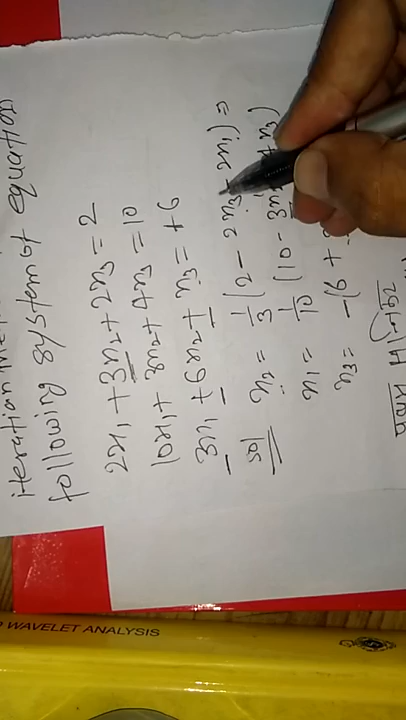 iteration
following system of equation
2x₁ + 3x₂ + 2x₃ = 2
10x₁ + 3x₂ + 4x₃ = 10
3x₁ + 6x₂ + x₃ = +6
sol x₂ = 1/3 (2 - 2x₃ - 2x₁) ⇒
x₁ = 1/10 (10 - 3x₂ 4x₃)
x₃ = -(6 +
WAVELET ANALYSIS